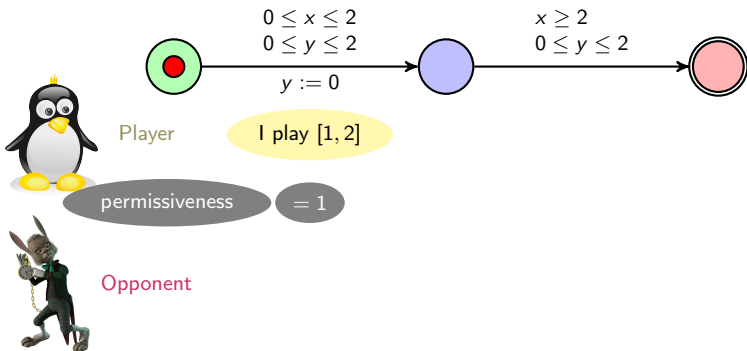 0 ≤ x ≤ 2
0 ≤ y ≤ 2
y := 0
x ≥ 2
0 ≤ y ≤ 2
Player
I play [1, 2]
permissiveness = 1
Opponent